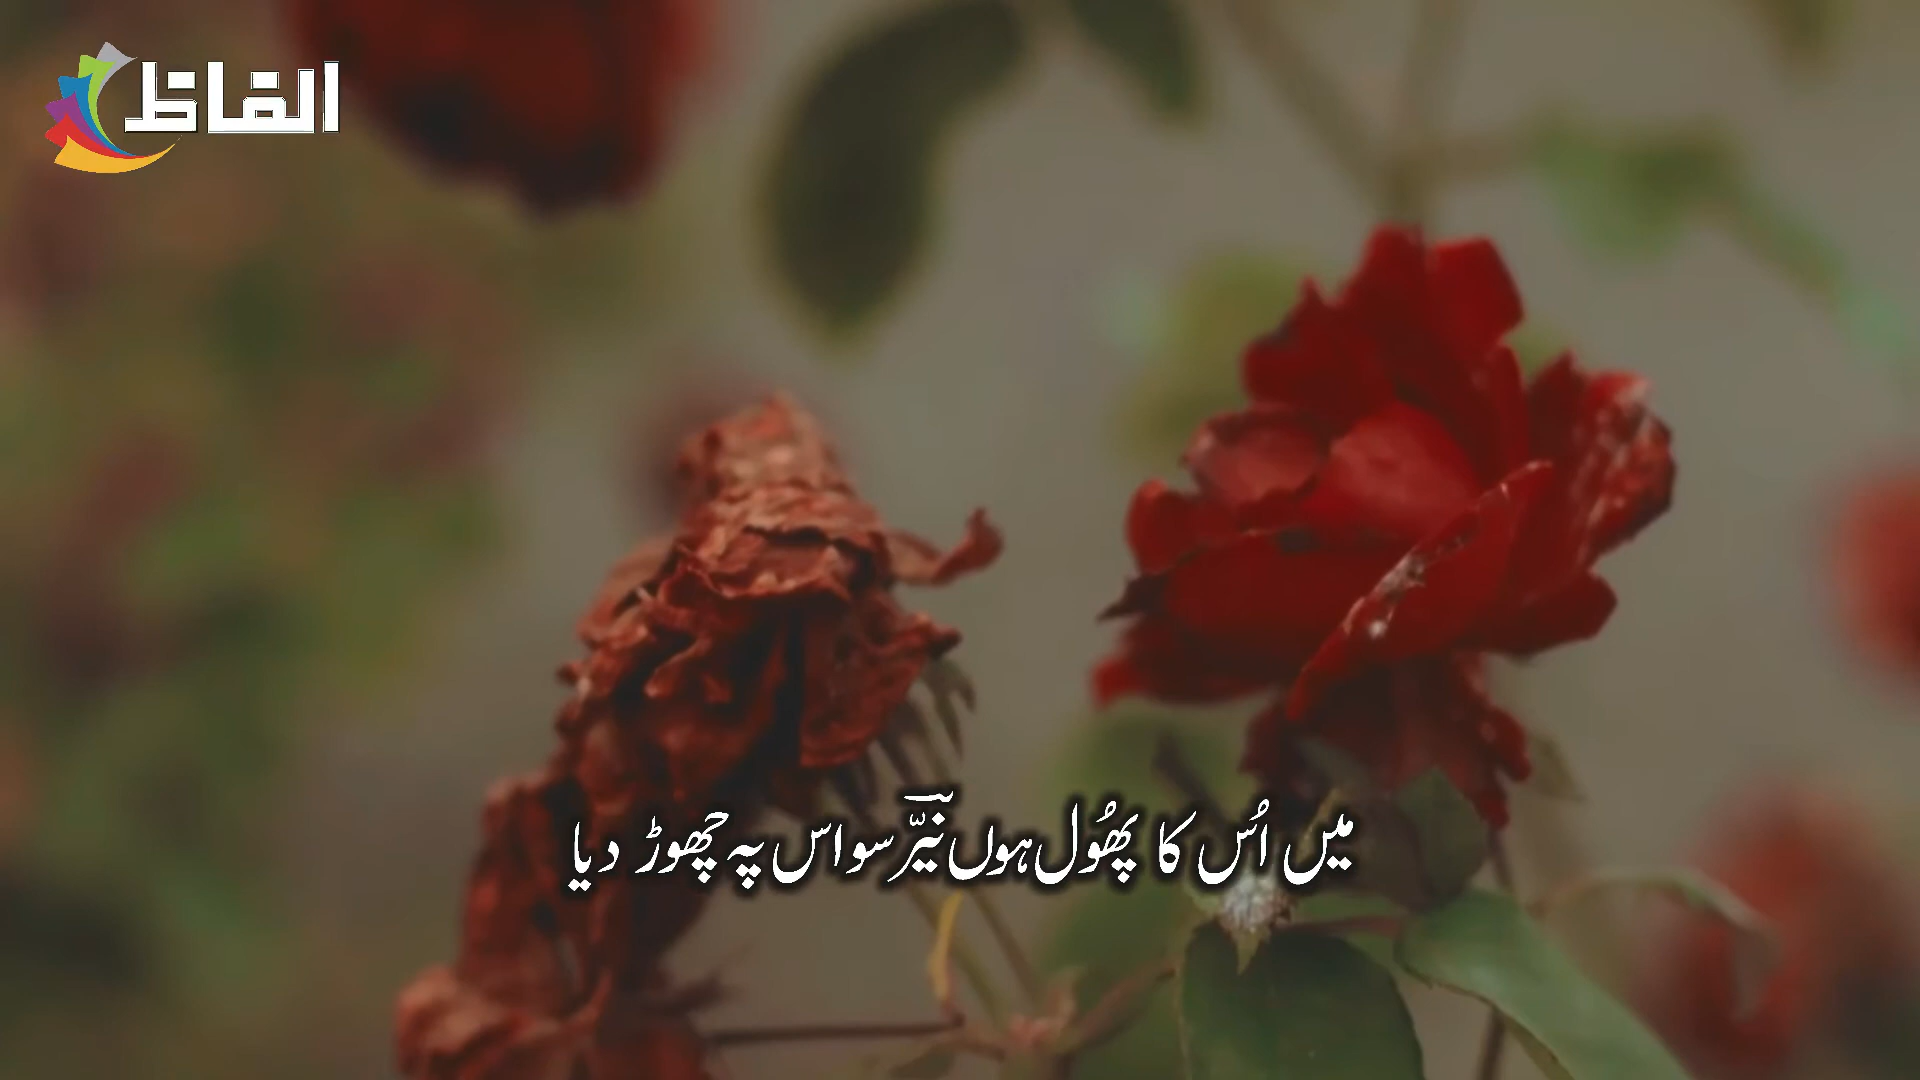 الفاظ
میں اُس کا پھُول ہوں نیّرؔ سو اس پہ چھوڑ دیا